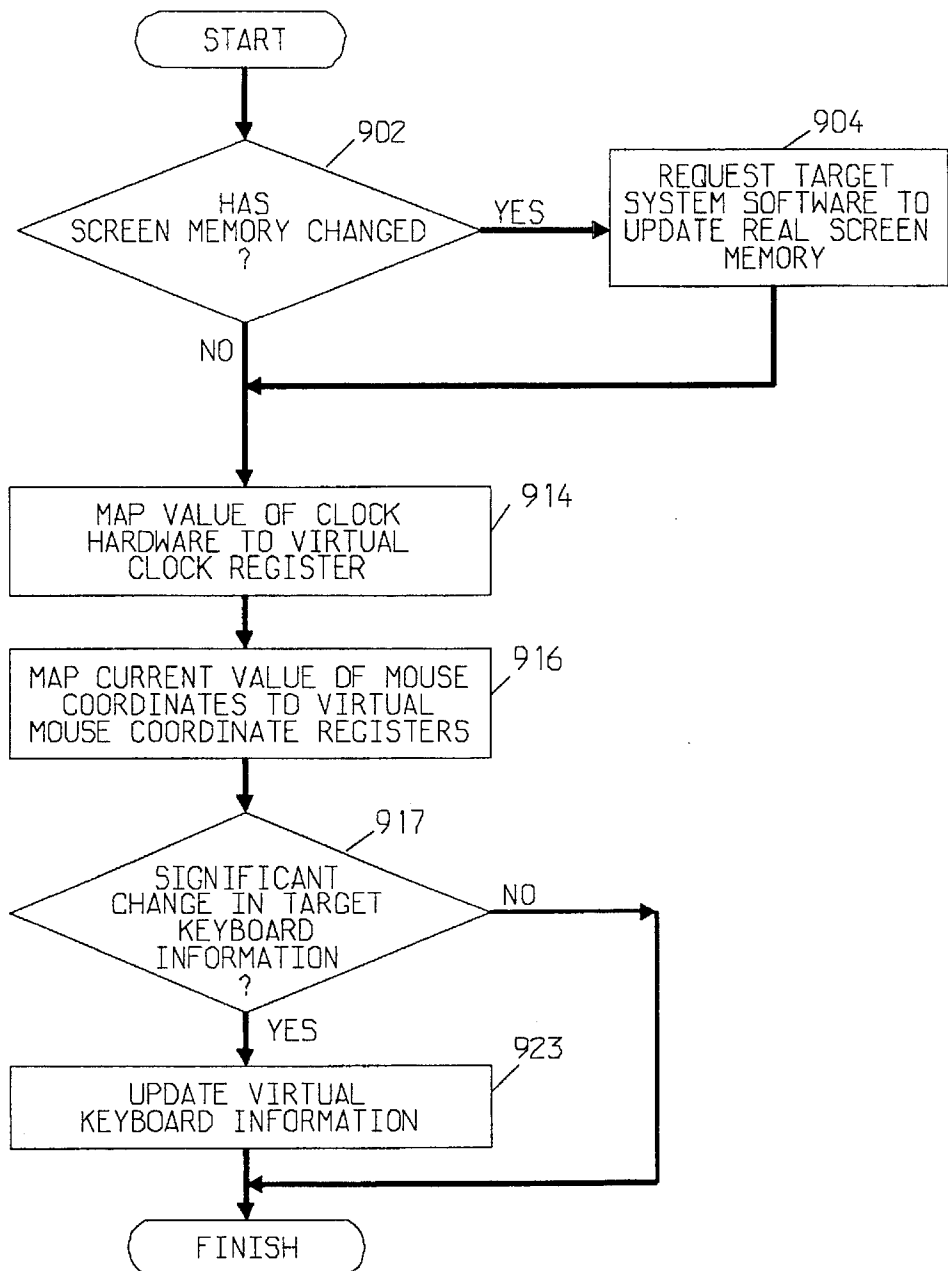 START
902
HAS
SCREEN MEMORY CHANGED
?
YES
904
REQUEST TARGET
SYSTEM SOFTWARE TO
UPDATE REAL SCREEN
MEMORY
NO
MAP VALUE OF CLOCK
HARDWARE TO VIRTUAL
CLOCK REGISTER
914
MAP CURRENT VALUE OF MOUSE
COORDINATES TO VIRTUAL
MOUSE COORDINATE REGISTERS
916
917
SIGNIFICANT
CHANGE IN TARGET
KEYBOARD
INFORMATION
?
NO
YES
923
UPDATE VIRTUAL
KEYBOARD INFORMATION
FINISH